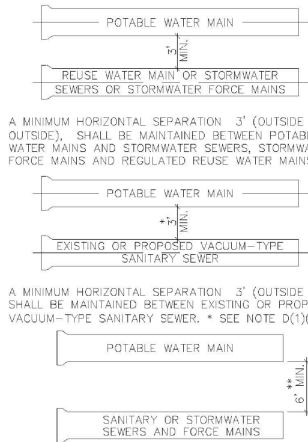 POTABLE WATER MAIN
3'
MIN.
REUSE WATER MAIN OR STORMWATER
SEWERS OR STORMWATER FORCE MAINS
A MINIMUM HORIZONTAL SEPARATION 3' (OUTSIDE
OUTSIDE), SHALL BE MAINTAINED BETWEEN POTAB
WATER MAINS AND STORMWATER SEWERS, STORMWA
FORCE MAINS AND REGULATED REUSE WATER MAINS
POTABLE WATER MAIN
*
3'
MIN.
EXISTING OR PROPOSED VACUUM-TYPE
SANITARY SEWER
A MINIMUM HORIZONTAL SEPARATION 3' (OUTSIDE
SHALL BE MAINTAINED BETWEEN EXISTING OR PROP
VACUUM-TYPE SANITARY SEWER. * SEE NOTE D(1)(
POTABLE WATER MAIN
**
6' MIN.
SANITARY OR STORMWATER
SEWERS AND FORCE MAINS